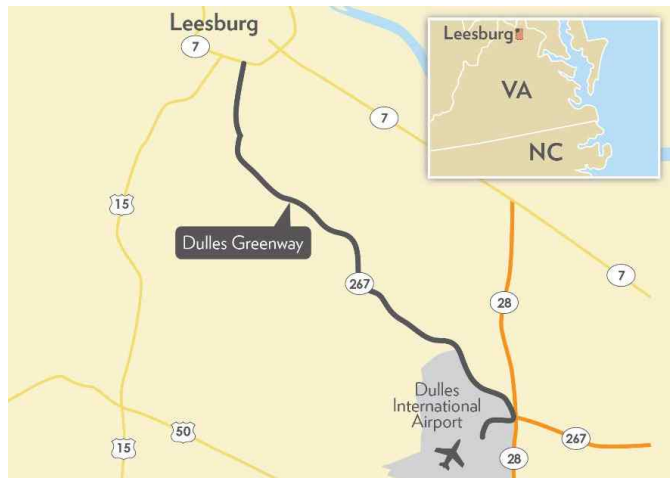 Leesburg
7
Leesburg
VA
NC
7
15
Dulles Greenway
7
267
28
Dulles
International
Airport
50
15
267
28